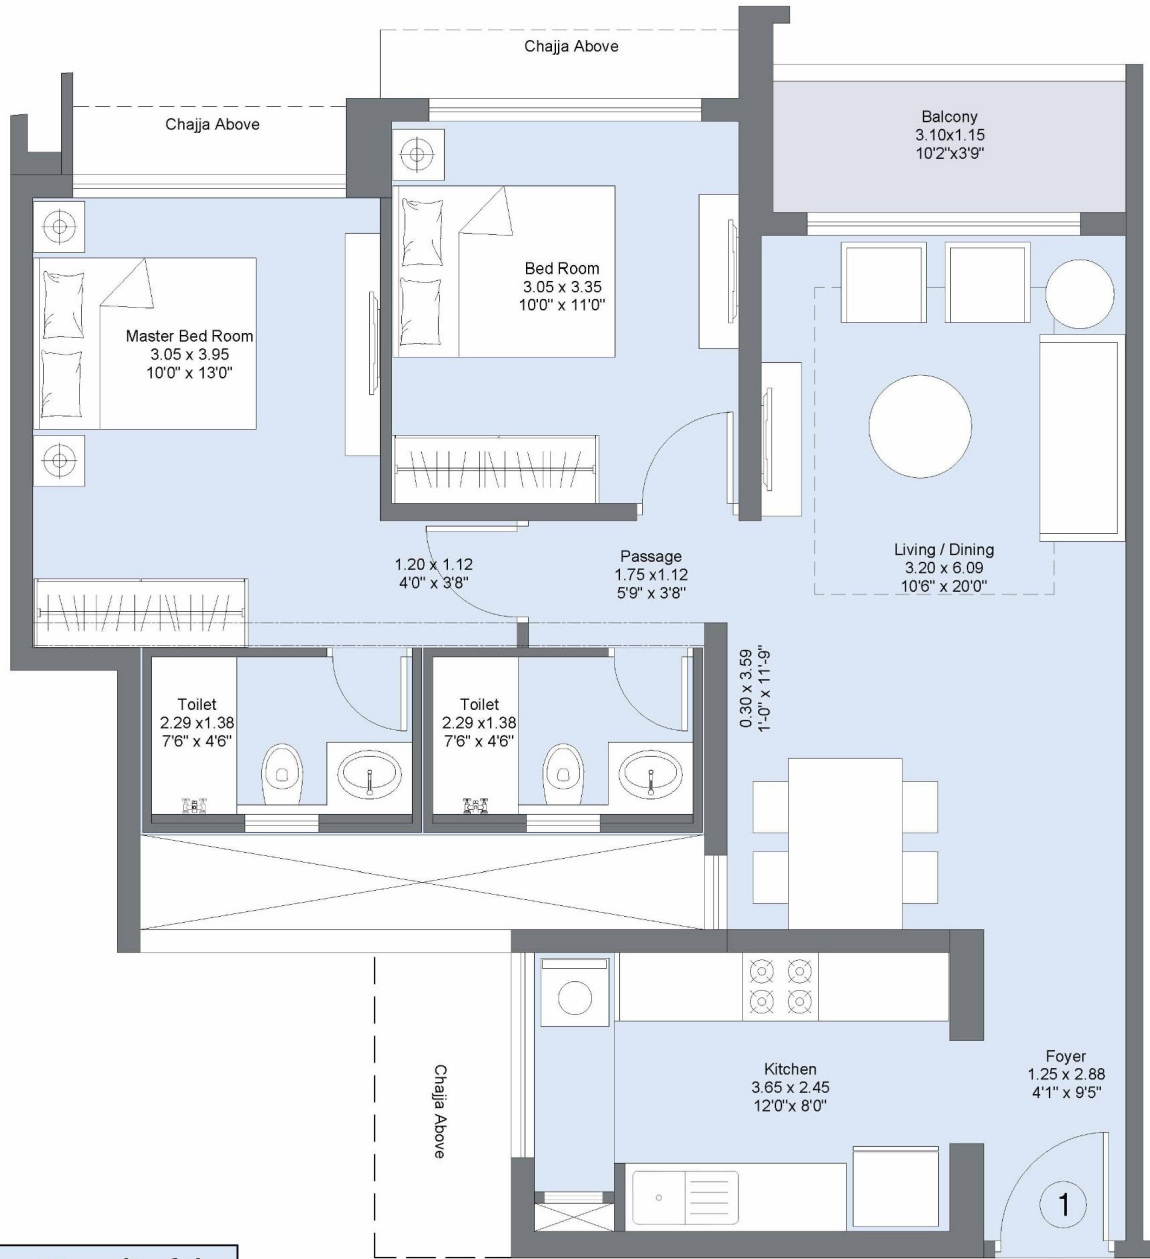 Chajja Above
Chajja Above
Balcony
3.10x1.15
10'2"x3'9"
Bed Room
3.05 x 3.35
10'0" x 11'0"
Master Bed Room
3.05 x 3.95
10'0" x 13'0"
1.20 x 1.12
4'0" x 3'8"
Passage
1.75 x1.12
5'9" x 3'8"
Living / Dining
3.20 x 6.09
10'6" x 20'0"
0.30 x 3.59
1'-0" x 11'-9"
Toilet
2.29 x1.38
7'6" x 4'6"
Toilet
2.29 x1.38
7'6" x 4'6"
Chajja Above
Kitchen
3.65 x 2.45
12'0"x 8'0"
Foyer
1.25 x 2.88
4'1" x 9'5"
1